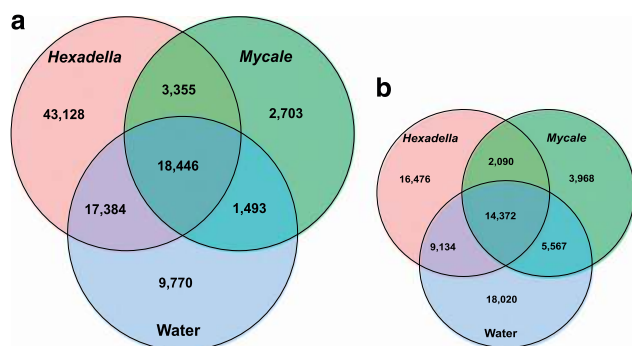 a
Hexadella
Mycale
3,355
43,128
2,703
18,446
17,384
1,493
9,770
Water
b
Hexadella
Mycale
2,090
16,476
3,968
14,372
9,134
5,567
18,020
Water